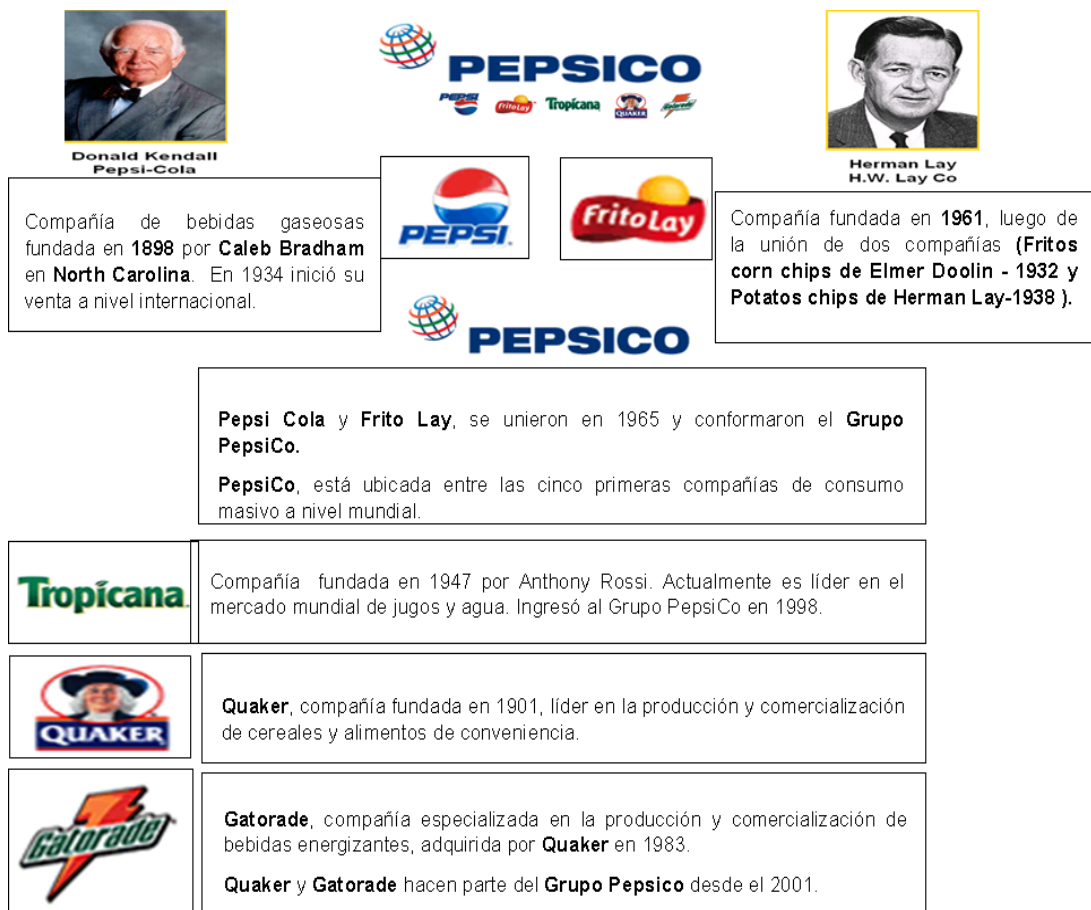 PEPSICO
PEPSI
FritoLay
Tropicana
QUAKER
Gatorade
Donald Kendall
Pepsi-Cola
Herman Lay
H.W. Lay Co
Compañía de bebidas gaseosas
fundada en 1898 por Caleb Bradham
en North Carolina. En 1934 inició su
venta a nivel internacional.
PEPSI
FritoLay
Compañía fundada en 1961, luego de
la unión de dos compañías (Fritos
corn chips de Elmer Doolin - 1932 y
Potatos chips de Herman Lay-1938 ).
PEPSICO
Pepsi Cola y Frito Lay, se unieron en 1965 y conformaron el Grupo
PepsiCo.
PepsiCo, está ubicada entre las cinco primeras compañías de consumo
masivo a nivel mundial.
Tropicana
Compañía fundada en 1947 por Anthony Rossi. Actualmente es líder en el
mercado mundial de jugos y agua. Ingresó al Grupo PepsiCo en 1998.
QUAKER
Quaker, compañía fundada en 1901, líder en la producción y comercialización
de cereales y alimentos de conveniencia.
Gatorade
Gatorade, compañía especializada en la producción y comercialización de
bebidas energizantes, adquirida por Quaker en 1983.
Quaker y Gatorade hacen parte del Grupo Pepsico desde el 2001.